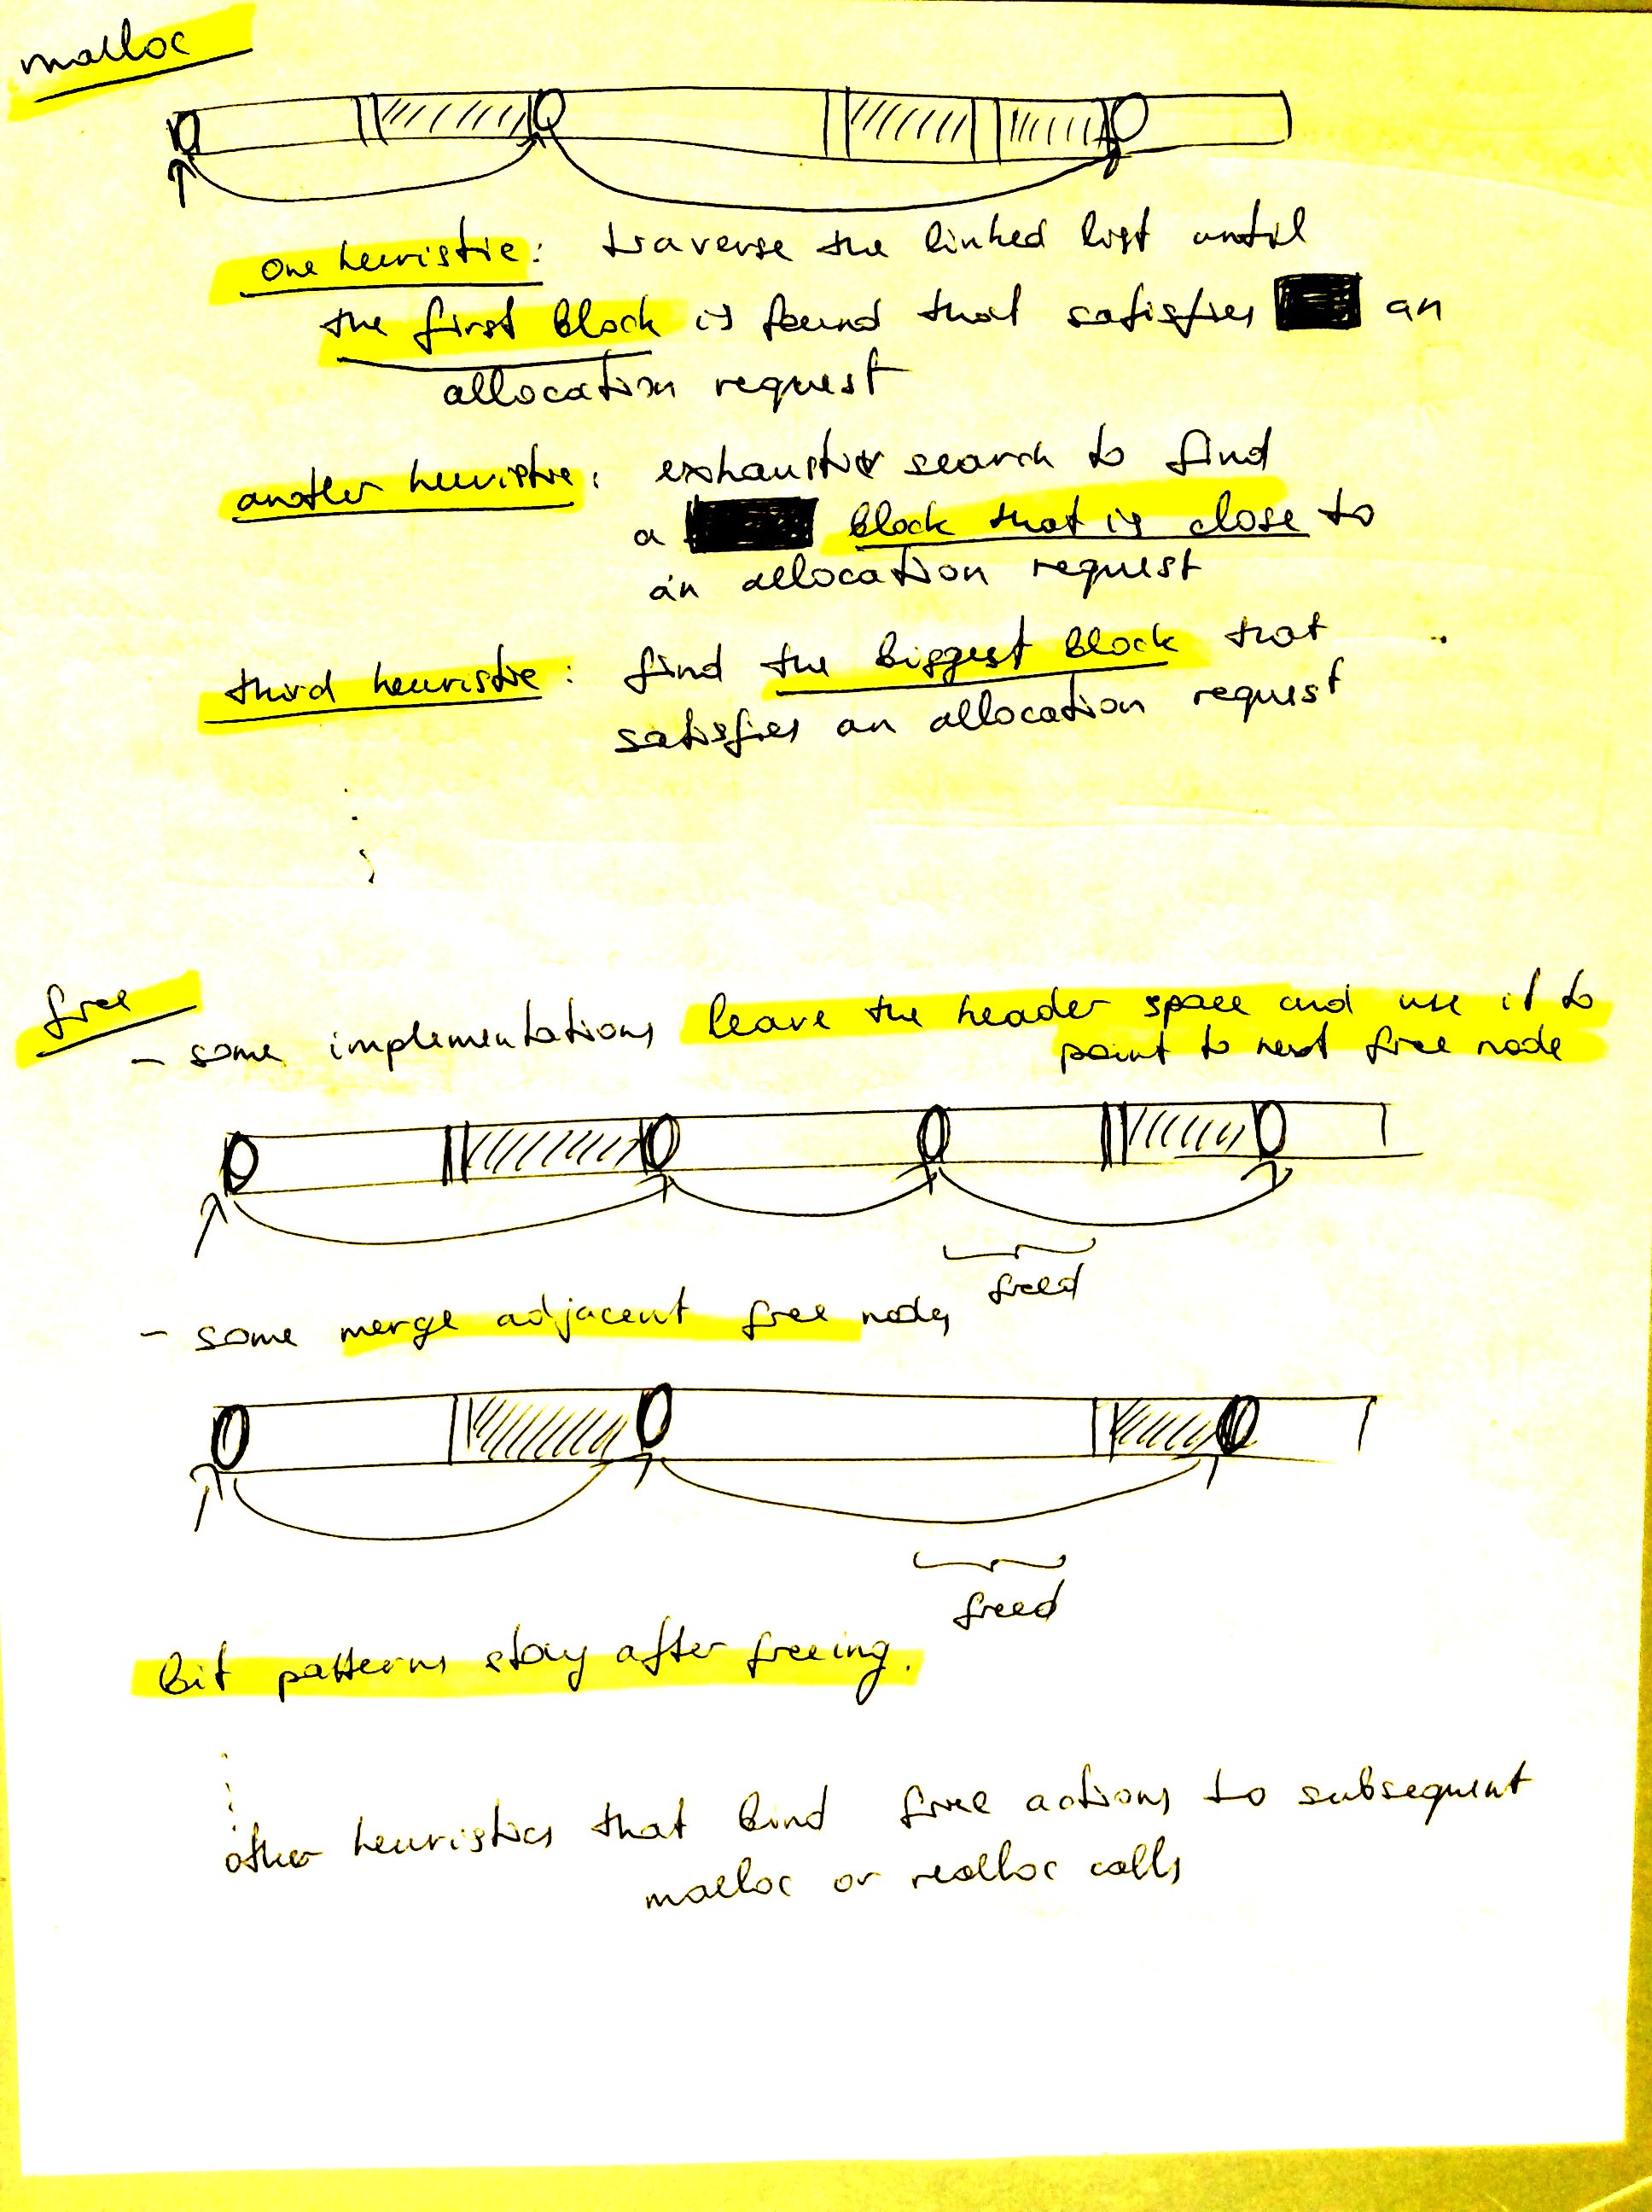 malloc
one heuristic: traverse the linked list until
the first block is found that satisfies an
allocation request
another heuristic: exhaustive search to find
a block that is close to
an allocation request
third heuristic: find the biggest block that
satisfies an allocation request
free
- some implementations leave the header space and use it to
point to next free node
freed
- some merge adjacent free nodes
freed
Bit patterns stay after freeing.
other heuristics that bind free actions to subsequent
malloc or realloc calls